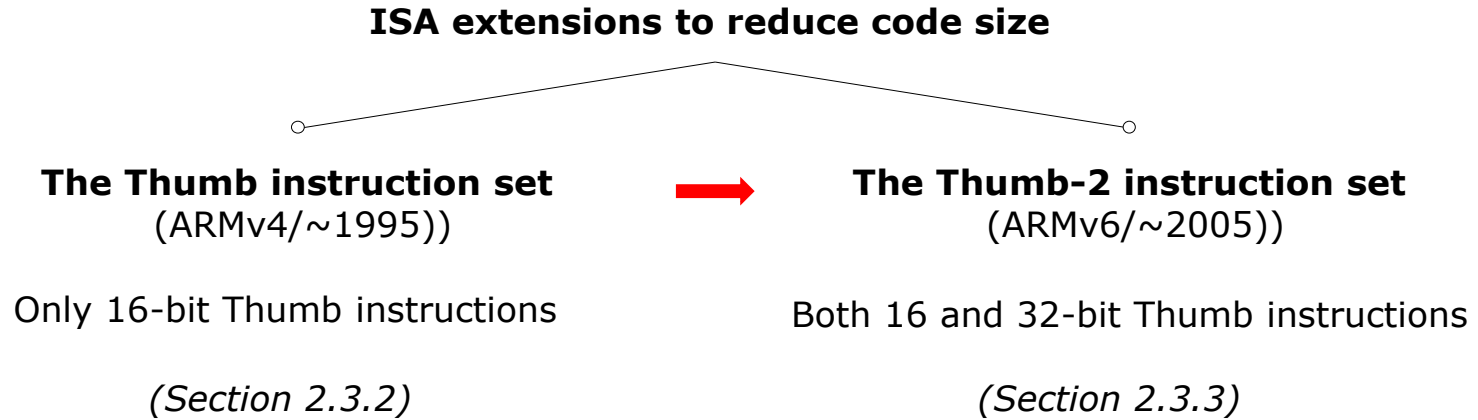 ISA extensions to reduce code size
The Thumb instruction set
(ARMv4/~1995))
Only 16-bit Thumb instructions
(Section 2.3.2)
The Thumb-2 instruction set
(ARMv6/~2005))
Both 16 and 32-bit Thumb instructions
(Section 2.3.3)